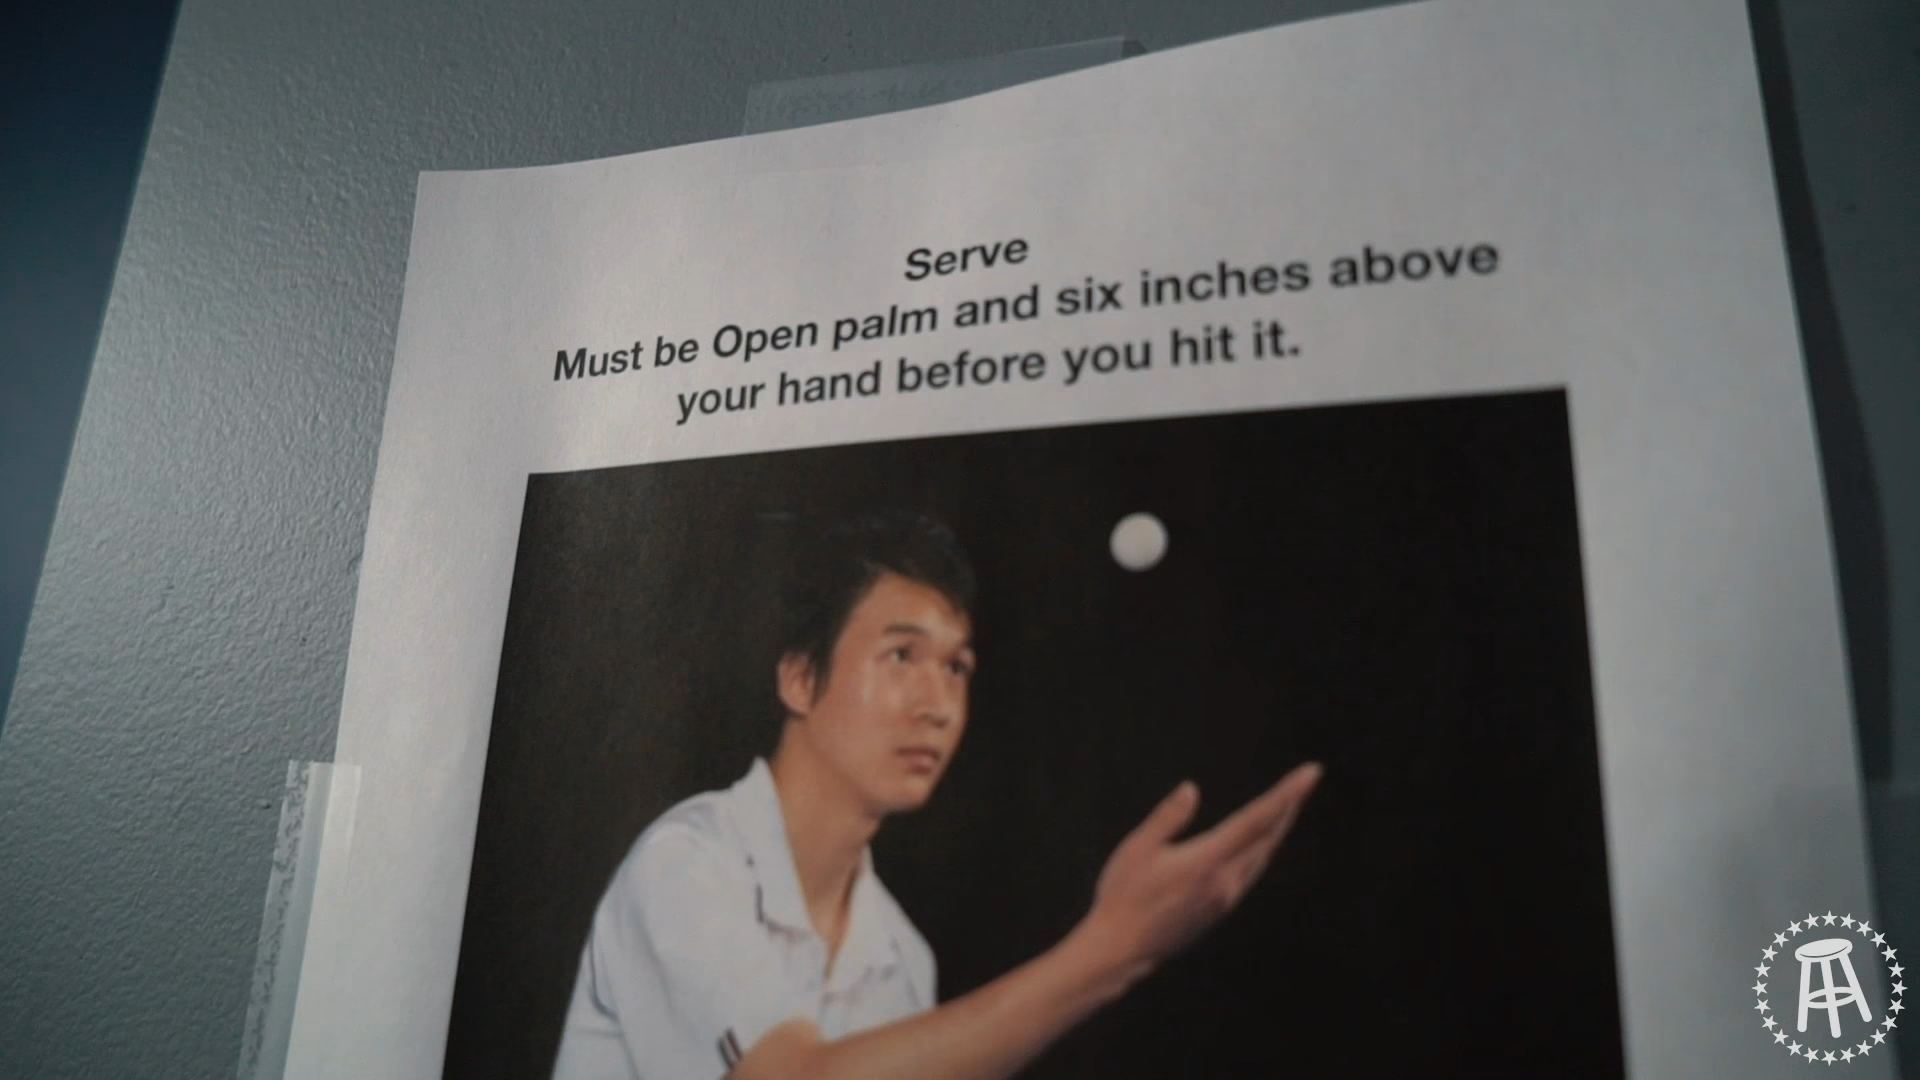 Serve
Must be Open palm and six inches above
your hand before you hit it.